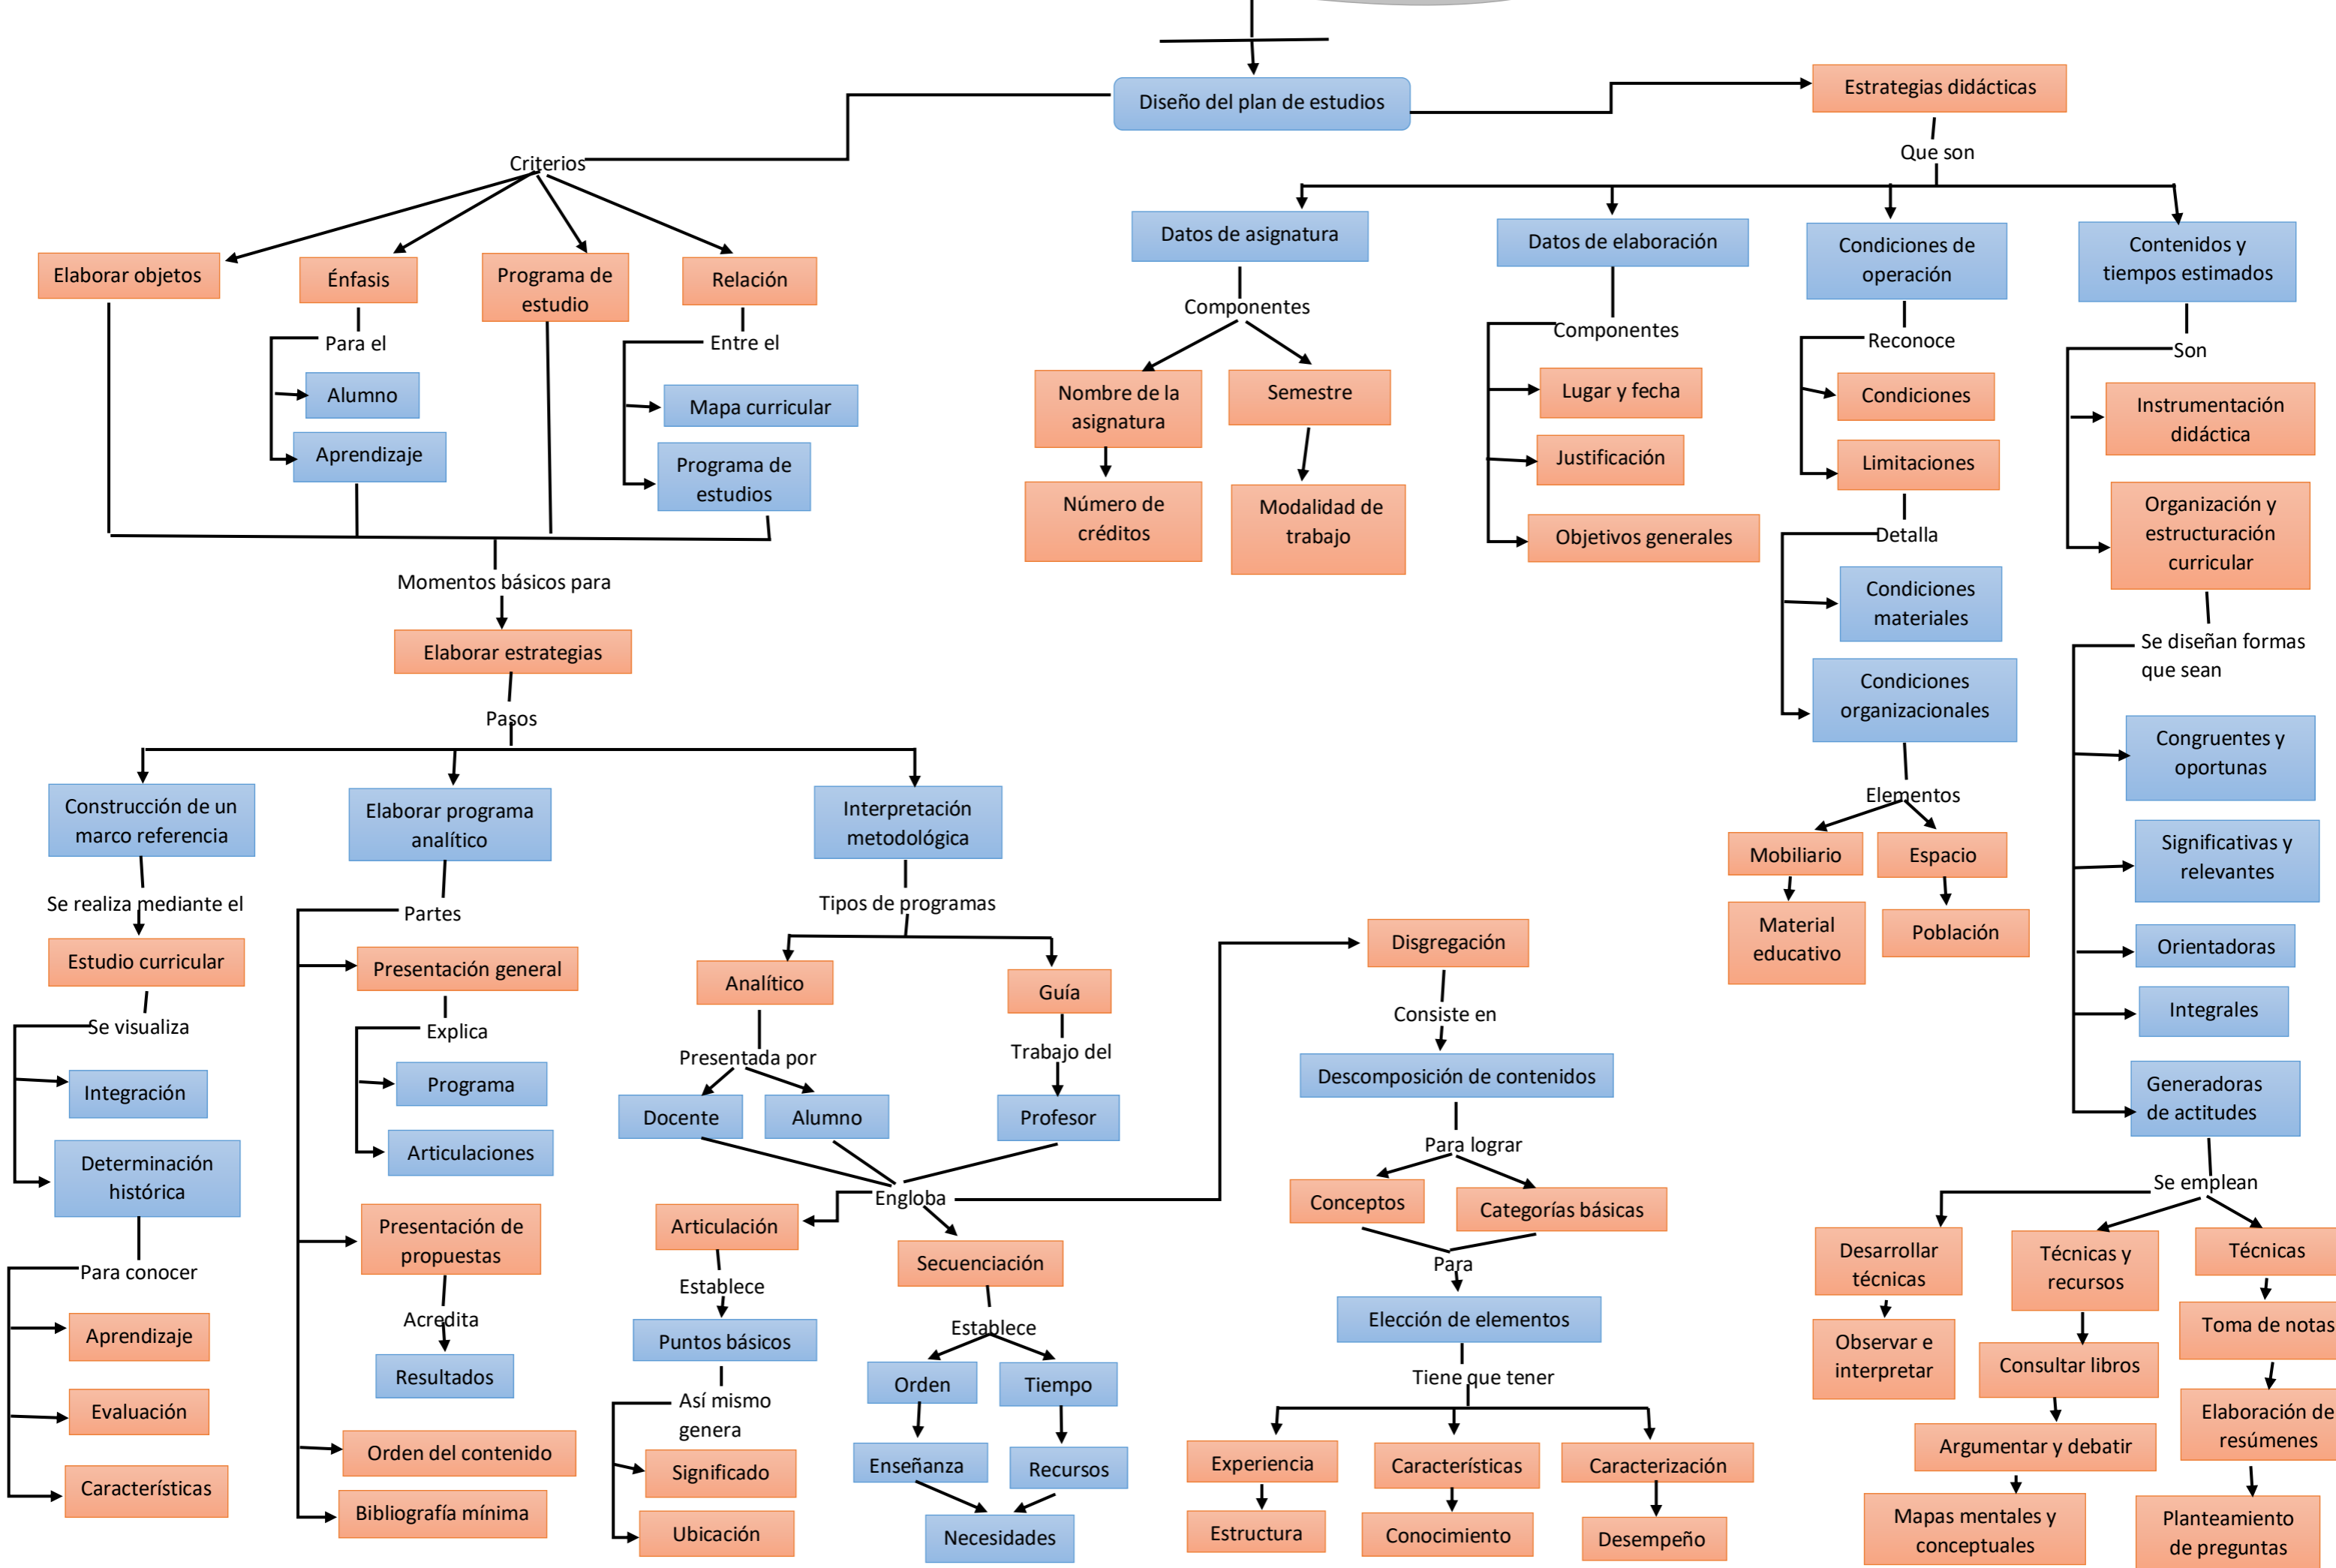 Diseño del plan de estudios
Estrategias didácticas
Que son
Criterios
Elaborar objetos
Énfasis
Programa de
estudio
Relación
Para el
Alumno
Aprendizaje
Entre el
Mapa curricular
Programa de
estudios
Momentos básicos para
Elaborar estrategias
Pasos
Datos de asignatura
Componentes
Nombre de la
asignatura
Semestre
Número de
créditos
Modalidad de
trabajo
Datos de elaboración
Componentes
Lugar y fecha
Justificación
Objetivos generales
Condiciones de
operación
Reconoce
Condiciones
Limitaciones
Detalla
Condiciones
materiales
Condiciones
organizacionales
Elementos
Mobiliario
Espacio
Material
educativo
Población
Contenidos y
tiempos estimados
Son
Instrumentación
didáctica
Organización y
estructuración
curricular
Se diseñan formas
que sean
Congruentes y
oportunas
Significativas y
relevantes
Orientadoras
Integrales
Generadoras
de actitudes
Se emplean
Desarrollar
técnicas
Observar e
interpretar
Técnicas y
recursos
Consultar libros
Argumentar y debatir
Mapas mentales y
conceptuales
Técnicas
Toma de notas
Elaboración de
resúmenes
Planteamiento
de preguntas
Construcción de un
marco referencia
Se realiza mediante el
Estudio curricular
Se visualiza
Integración
Determinación
histórica
Para conocer
Aprendizaje
Evaluación
Características
Elaborar programa
analítico
Partes
Presentación general
Explica
Programa
Articulaciones
Presentación de
propuestas
Acredita
Resultados
Orden del contenido
Bibliografía mínima
Interpretación
metodológica
Tipos de programas
Analítico
Guía
Presentada por
Trabajo del
Docente
Alumno
Profesor
Engloba
Articulación
Establece
Puntos básicos
Así mismo
genera
Significado
Ubicación
Secuenciación
Establece
Orden
Tiempo
Enseñanza
Recursos
Necesidades
Disgregación
Consiste en
Descomposición de contenidos
Para lograr
Conceptos
Categorías básicas
Para
Elección de elementos
Tiene que tener
Experiencia
Características
Caracterización
Estructura
Conocimiento
Desempeño